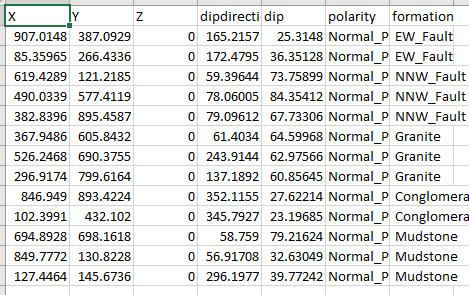 X Y Z dipdirecti dip polarity formation
907.0148 387.0929 0 165.2157 25.3148 Normal_P EW_Fault
85.35965 266.4336 0 172.4795 36.35128 Normal_P EW_Fault
619.4289 121.2185 0 59.39644 73.75899 Normal_P NNW_Fault
490.0339 577.4119 0 78.06005 84.35412 Normal_P NNW_Fault
382.8396 895.4587 0 79.09612 67.73306 Normal_P NNW_Fault
367.9486 605.8432 0 61.4034 64.59968 Normal_P Granite
526.2468 690.3755 0 243.9144 62.97566 Normal_P Granite
296.9174 799.6164 0 137.1892 60.85645 Normal_P Granite
846.949 893.4224 0 352.1155 27.62214 Normal_P Conglomera
102.3991 432.102 0 345.7927 23.19685 Normal_P Conglomera
694.8928 698.1618 0 58.759 79.21624 Normal_P Mudstone
849.7772 130.8228 0 56.91708 32.63049 Normal_P Mudstone
127.4464 145.6736 0 296.1977 39.77242 Normal_P Mudstone